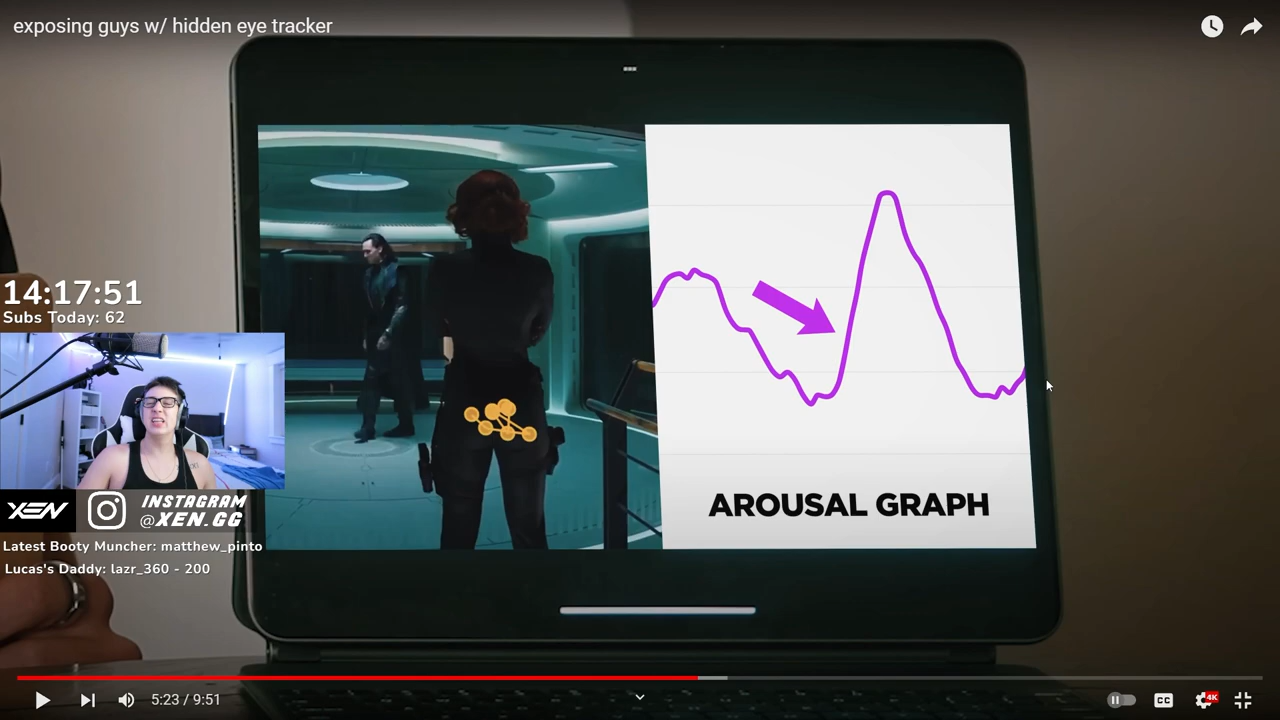 exposing guys w/ hidden eye tracker
14:17:51
Subs Today: 62
XEN
INSTAGRAM
@XEN.GG
Latest Booty Muncher: matthew_pinto
Lucas's Daddy: lazr_360 - 200
AROUSAL GRAPH
5:23 / 9:51
CC
4K